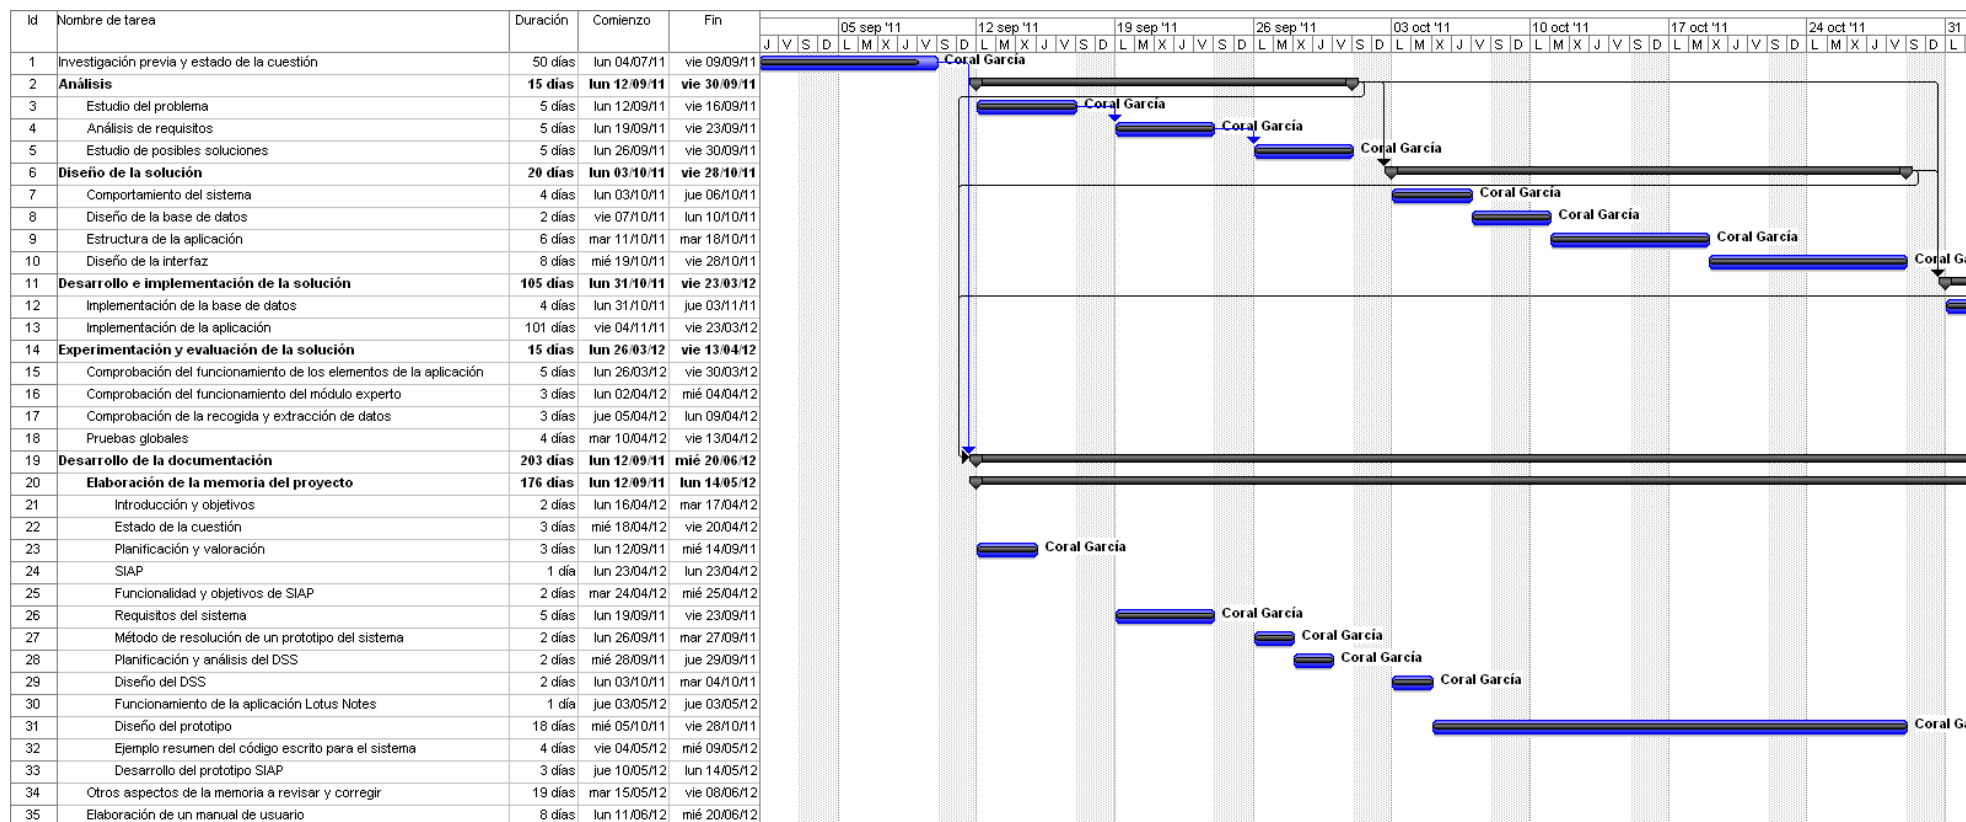 Id Nombre de tarea Duración Comienzo Fin
05 sep '11 12 sep '11 19 sep '11 26 sep '11 03 oct '11 10 oct '11 17 oct '11 24 oct '11 31
J V S D L M X J V S D L M X J V S D L M X J V S D L M X J V S D L M X J V S D L M X J V S D L M X J V S D L M X J V S D L
1 Investigación previa y estado de la cuestión 50 días lun 04/07/11 vie 09/09/11 Coral García
2 Análisis 15 días lun 12/09/11 vie 30/09/11
3 Estudio del problema 5 días lun 12/09/11 vie 16/09/11 Coral García
4 Análisis de requisitos 5 días lun 19/09/11 vie 23/09/11 Coral García
5 Estudio de posibles soluciones 5 días lun 26/09/11 vie 30/09/11 Coral García
6 Diseño de la solución 20 días lun 03/10/11 vie 28/10/11
7 Comportamiento del sistema 4 días lun 03/10/11 jue 06/10/11 Coral García
8 Diseño de la base de datos 2 días vie 07/10/11 lun 10/10/11 Coral García
9 Estructura de la aplicación 6 días mar 11/10/11 mar 18/10/11 Coral García
10 Diseño de la interfaz 8 días mié 19/10/11 vie 28/10/11 Coral Ga
11 Desarrollo e implementación de la solución 105 días lun 31/10/11 vie 23/03/12
12 Implementación de la base de datos 4 días lun 31/10/11 jue 03/11/11
13 Implementación de la aplicación 101 días vie 04/11/11 vie 23/03/12
14 Experimentación y evaluación de la solución 15 días lun 26/03/12 vie 13/04/12
15 Comprobación del funcionamiento de los elementos de la aplicación 5 días lun 26/03/12 vie 30/03/12
16 Comprobación del funcionamiento del módulo experto 3 días lun 02/04/12 mié 04/04/12
17 Comprobación de la recogida y extracción de datos 3 días jue 05/04/12 lun 09/04/12
18 Pruebas globales 4 días mar 10/04/12 vie 13/04/12
19 Desarrollo de la documentación 203 días lun 12/09/11 mié 20/06/12
20 Elaboración de la memoria del proyecto 176 días lun 12/09/11 lun 14/05/12
21 Introducción y objetivos 2 días lun 16/04/12 mar 17/04/12
22 Estado de la cuestión 3 días mié 18/04/12 vie 20/04/12
23 Planificación y valoración 3 días lun 12/09/11 mié 14/09/11 Coral García
24 SIAP 1 día lun 23/04/12 lun 23/04/12
25 Funcionalidad y objetivos de SIAP 2 días mar 24/04/12 mié 25/04/12
26 Requisitos del sistema 5 días lun 19/09/11 vie 23/09/11 Coral García
27 Método de resolución de un prototipo del sistema 2 días lun 26/09/11 mar 27/09/11 Coral García
28 Planificación y análisis del DSS 2 días mié 28/09/11 jue 29/09/11 Coral García
29 Diseño del DSS 2 días lun 03/10/11 mar 04/10/11 Coral García
30 Funcionamiento de la aplicación Lotus Notes 1 día jue 03/05/12 jue 03/05/12
31 Diseño del prototipo 18 días mié 05/10/11 vie 28/10/11 Coral Ga
32 Ejemplo resumen del código escrito para el sistema 4 días vie 04/05/12 mié 09/05/12
33 Desarrollo del prototipo SIAP 3 días jue 10/05/12 lun 14/05/12
34 Otros aspectos de la memoria a revisar y corregir 19 días mar 15/05/12 vie 08/06/12
35 Elaboración de un manual de usuario 8 días lun 11/06/12 mié 20/06/12